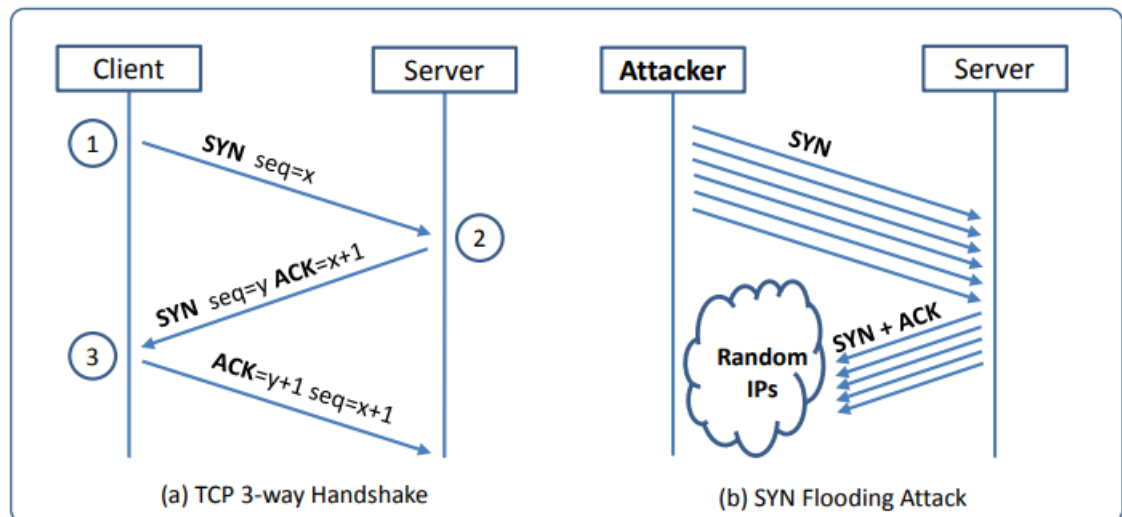 Client
Server
1
SYN seq=x
2
SYN seq=y ACK=x+1
3
ACK=y+1 seq=x+1
(a) TCP 3-way Handshake
Attacker
Server
SYN
SYN + ACK
Random
IPs
(b) SYN Flooding Attack